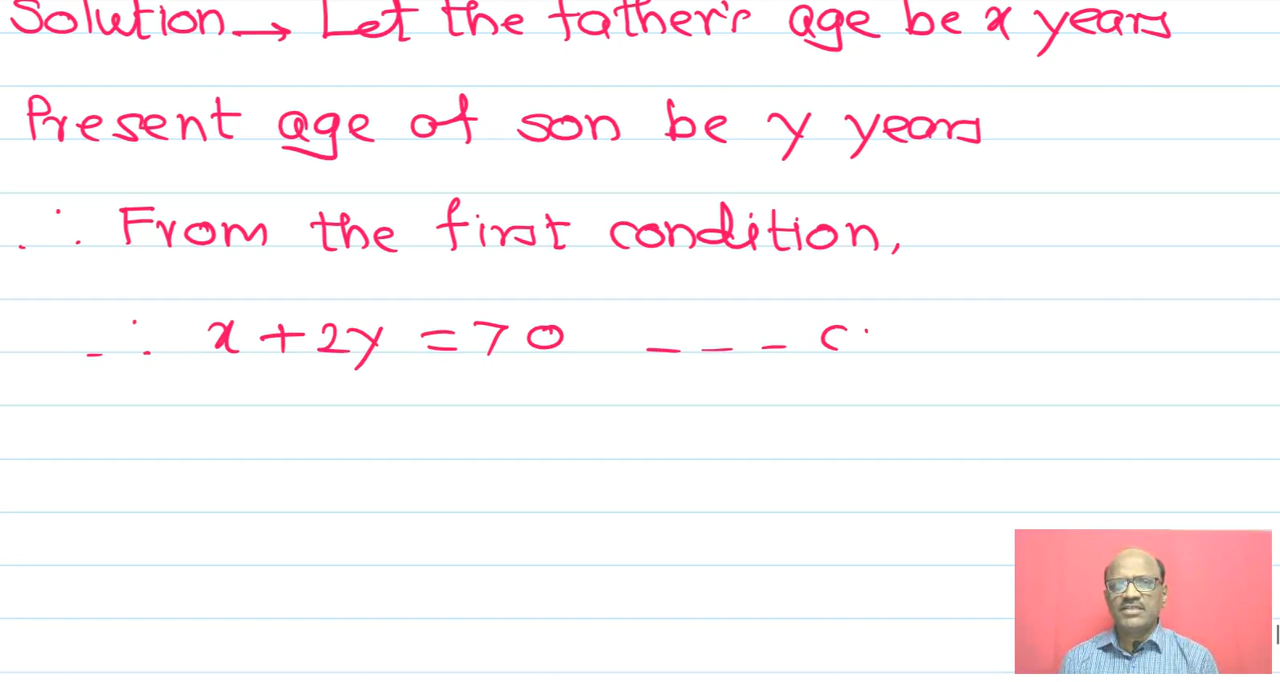 Solution → Let the father's age be x years
Present age of son be y years
∴ From the first condition,
∴ x + 2y = 70 - - - (